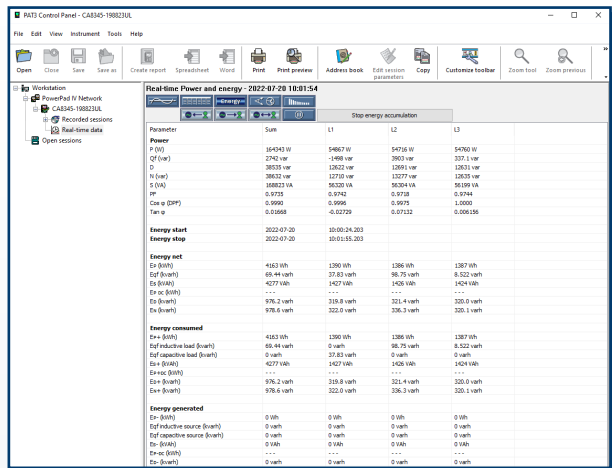 PAT3 Control Panel - CA8345-198823UL
File Edit View Instrument Tools Help
Open Close Save Save as Create report Spreadsheet Word Print Print preview Address book Edit session parameters Copy Customize toolbar Zoom tool Zoom previous
Workstation
PowerPad IV Network
CA8345-198823UL
Recorded sessions
Real-time data
Open sessions
Real-time Power and energy - 2022-07-20 10:01:54
Energy
Stop energy accumulation
Parameter Sum L1 L2 L3
Power
P (W) 164343 W 54867 W 54716 W 54760 W
Qf (var) 2742 var -1498 var 3903 var 337.1 var
D 38535 var 12622 var 12691 var 12631 var
N (var) 38632 var 12710 var 13277 var 12635 var
S (VA) 168823 VA 56320 VA 56304 VA 56199 VA
PF 0.9735 0.9742 0.9718 0.9744
Cos φ (DPF) 0.9990 0.9996 0.9975 1.0000
Tan φ 0.01668 -0.02729 0.07132 0.006156
Energy start 2022-07-20 10:00:24.203
Energy stop 2022-07-20 10:01:55.203
Energy net
EP (kWh) 4163 Wh 1390 Wh 1386 Wh 1387 Wh
Eqf (kvarh) 69.44 varh 37.83 varh 98.75 varh 8.522 varh
Es (kVAh) 4277 VAh 1427 VAh 1426 VAh 1424 VAh
EP DC (kWh) - - - - - - - - - - - -
ED (kvarh) 976.2 varh 319.8 varh 321.4 varh 320.0 varh
EN (kvarh) 978.6 varh 322.0 varh 336.3 varh 320.1 varh
Energy consumed
EP+ (kWh) 4163 Wh 1390 Wh 1386 Wh 1387 Wh
Eqf inductive load (kvarh) 69.44 varh 0 varh 98.75 varh 8.522 varh
Eqf capacitive load (kvarh) 0 varh 37.83 varh 0 varh 0 varh
Es+ (kVAh) 4277 VAh 1427 VAh 1426 VAh 1424 VAh
EP+DC (kWh) - - - - - - - - - - - -
ED+ (kvarh) 976.2 varh 319.8 varh 321.4 varh 320.0 varh
EN+ (kvarh) 978.6 varh 322.0 varh 336.3 varh 320.1 varh
Energy generated
EP- (kWh) 0 Wh 0 Wh 0 Wh 0 Wh
Eqf inductive source (kvarh) 0 varh 0 varh 0 varh 0 varh
Eqf capacitive source (kvarh) 0 varh 0 varh 0 varh 0 varh
Es- (kVAh) 0 VAh 0 VAh 0 VAh 0 VAh
EP-DC (kWh) - - - - - - - - - - - -
ED- (kvarh) 0 varh 0 varh 0 varh 0 varh